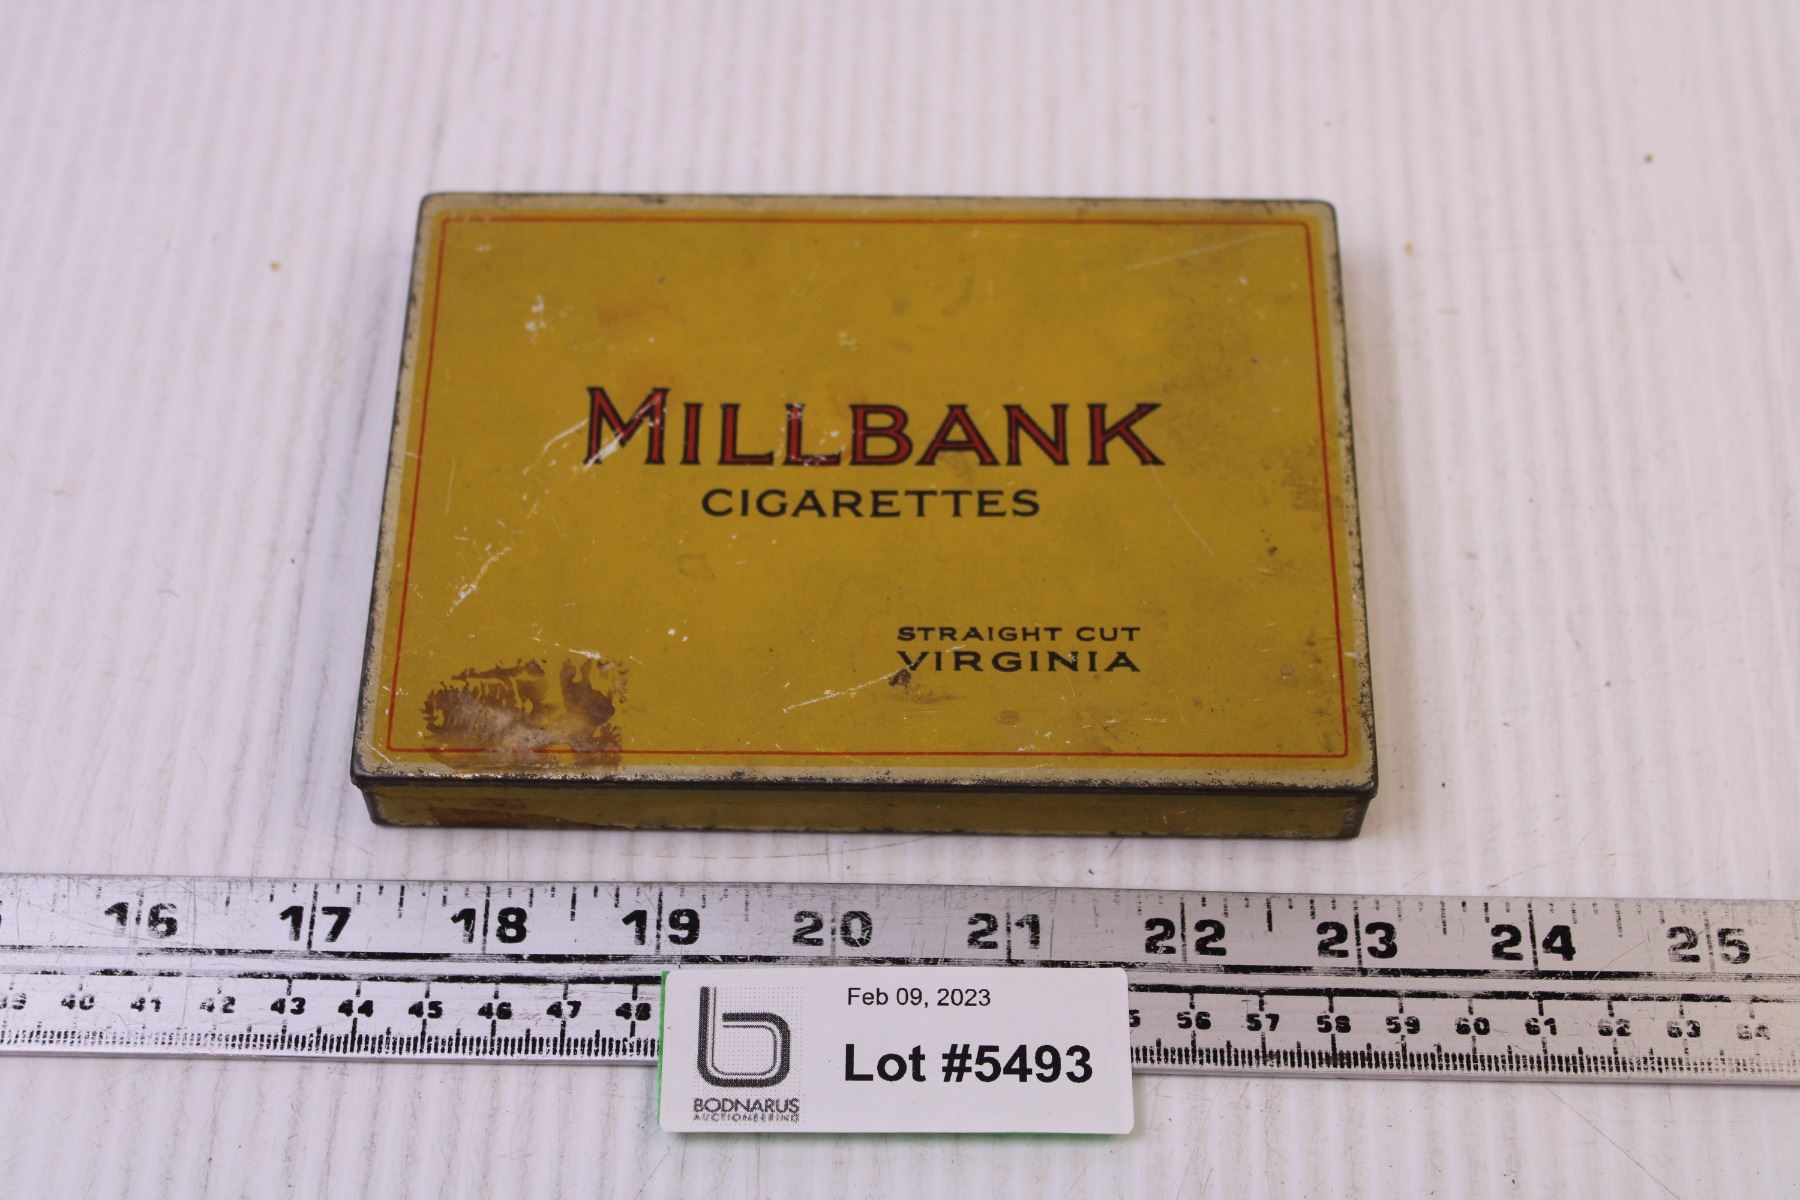 MILLBANK
CIGARETTES
STRAIGHT CUT
VIRGINIA
16 17 18 19 20 21 22 23 24 25
39 40 41 42 43 44 45 46 47 48 56 57 58 59 60 61 62 63 64
Feb 09, 2023
Lot #5493
BODNARUS
AUCTIONEERING